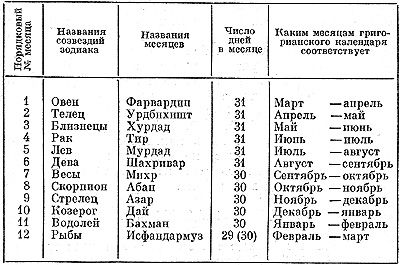 Порядковый № месяца | Названия созвездий зодиака | Названия месяцев | Число дней в месяце | Каким месяцам григорианского календаря соответствует
1 Овен Фарвардин 31 Март — апрель
2 Телец Урдбихишт 31 Апрель — май
3 Близнецы Хурдад 31 Май — июнь
4 Рак Тир 31 Июнь — июль
5 Лев Мурдад 31 Июль — август
6 Дева Шахривар 31 Август — сентябрь
7 Весы Михр 30 Сентябрь — октябрь
8 Скорпион Абан 30 Октябрь — ноябрь
9 Стрелец Азар 30 Ноябрь — декабрь
10 Козерог Дай 30 Декабрь — январь
11 Водолей Бахман 30 Январь — февраль
12 Рыбы Исфандармуз 29 (30) Февраль — март